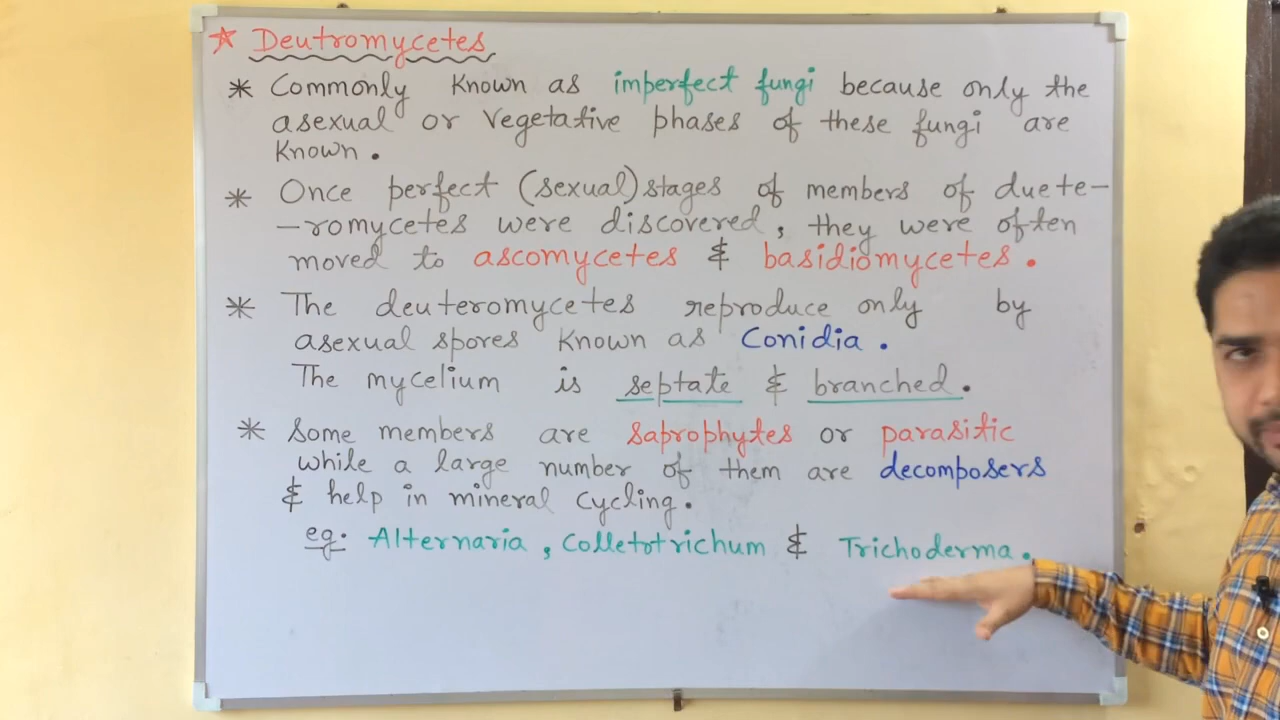 ☆ Deutromycetes
* Commonly known as imperfect fungi because only the
asexual or vegetative phases of these fungi are
known.
* Once perfect (sexual) stages of members of duete-
-romycetes were discovered, they were often
moved to ascomycetes & basidiomycetes.
* The deuteromycetes reproduce only by
asexual spores known as Conidia.
The mycelium is septate & branched.
* Some members are saprophytes or parasitic
while a large number of them are decomposers
& help in mineral cycling.
eg. Alternaria, Colletotrichum & Trichoderma.